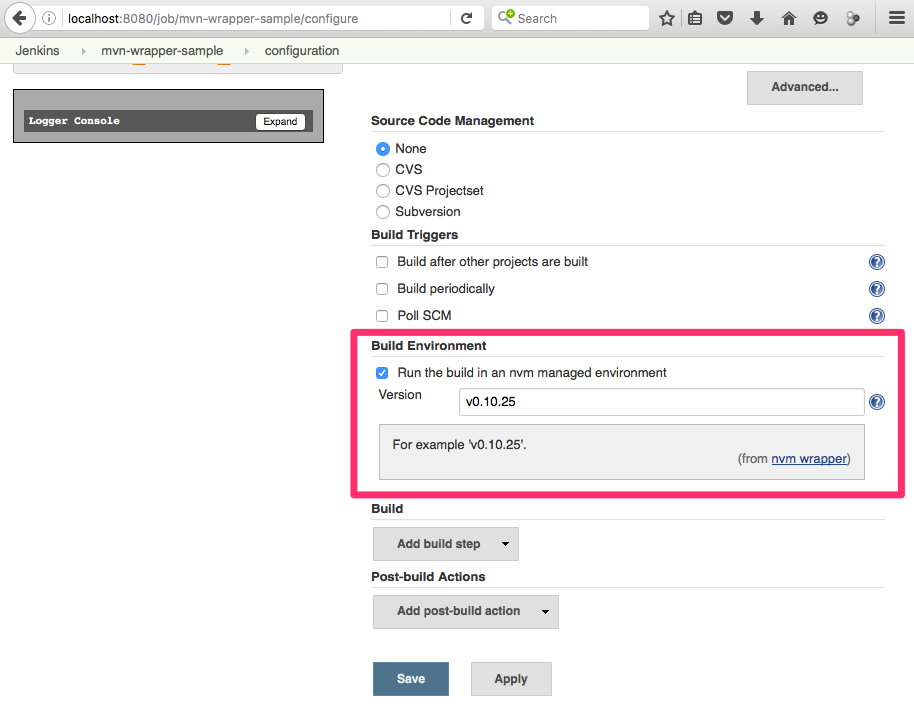 localhost:8080/job/mvn-wrapper-sample/configure
Search
Jenkins mvn-wrapper-sample configuration
Advanced...
Logger Console Expand
Source Code Management
None
CVS
CVS Projectset
Subversion
Build Triggers
Build after other projects are built ?
Build periodically ?
Poll SCM ?
Build Environment
Run the build in an nvm managed environment
Version v0.10.25 ?
For example 'v0.10.25'.
(from nvm wrapper)
Build
Add build step
Post-build Actions
Add post-build action
Save Apply